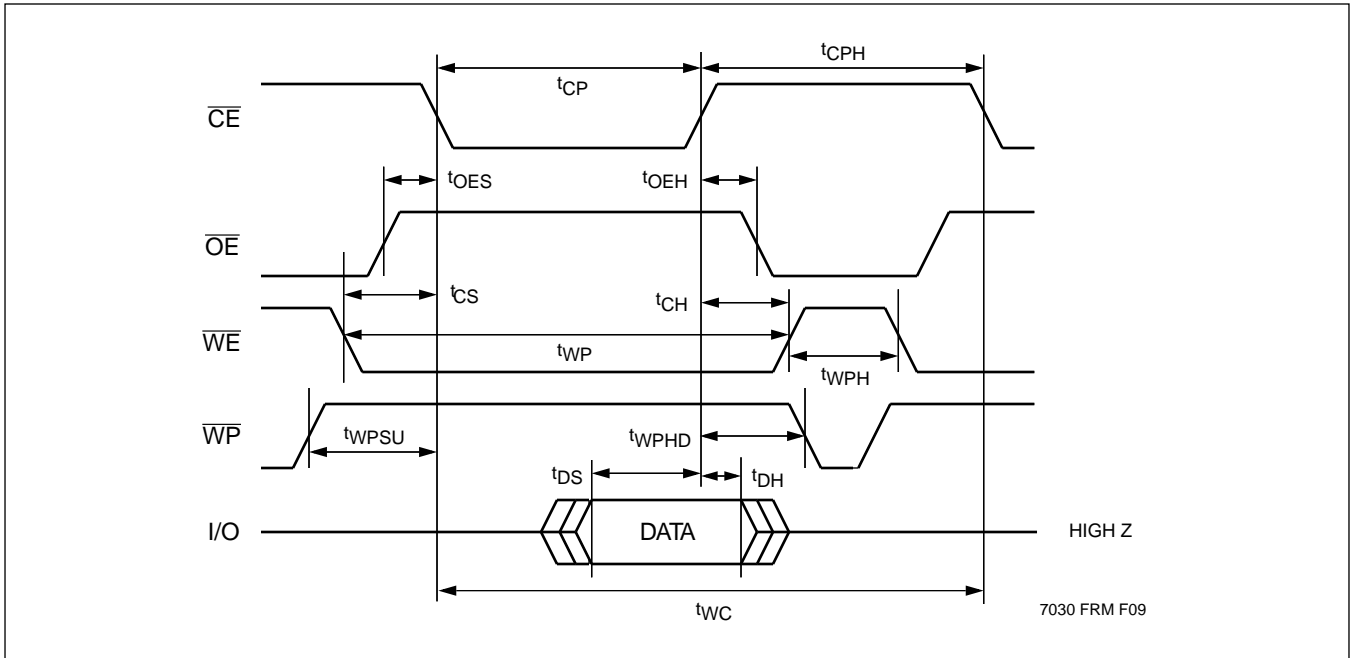 tCPH
tCP
CE
tOES
tOEH
OE
tCS
tCH
WE
tWP
tWPH
WP
tWPSU
tWPHD
tDS
tDH
I/O
DATA
HIGH Z
tWC
7030 FRM F09